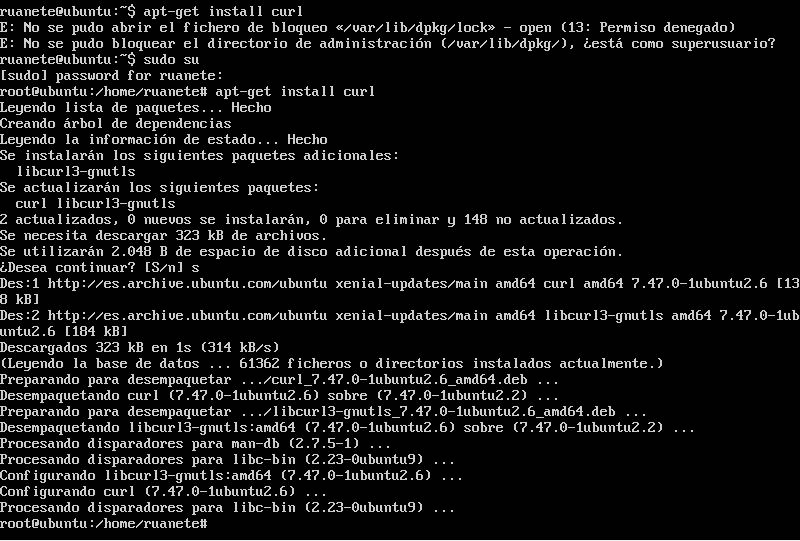 ruanete@ubuntu:~$ apt-get install curl
E: No se pudo abrir el fichero de bloqueo «/var/lib/dpkg/lock» – open (13: Permiso denegado)
E: No se pudo bloquear el directorio de administración (/var/lib/dpkg/), ¿está como superusuario?
ruanete@ubuntu:~$ sudo su
[sudo] password for ruanete:
root@ubuntu:/home/ruanete# apt-get install curl
Leyendo lista de paquetes... Hecho
Creando árbol de dependencias
Leyendo la información de estado... Hecho
Se instalarán los siguientes paquetes adicionales:
  libcurl3-gnutls
Se actualizarán los siguientes paquetes:
  curl libcurl3-gnutls
2 actualizados, 0 nuevos se instalarán, 0 para eliminar y 148 no actualizados.
Se necesita descargar 323 kB de archivos.
Se utilizarán 2.048 B de espacio de disco adicional después de esta operación.
¿Desea continuar? [S/n] s
Des:1 http://es.archive.ubuntu.com/ubuntu xenial-updates/main amd64 curl amd64 7.47.0-1ubuntu2.6 [13
8 kB]
Des:2 http://es.archive.ubuntu.com/ubuntu xenial-updates/main amd64 libcurl3-gnutls amd64 7.47.0-1ub
untu2.6 [184 kB]
Descargados 323 kB en 1s (314 kB/s)
(Leyendo la base de datos ... 61362 ficheros o directorios instalados actualmente.)
Preparando para desempaquetar .../curl_7.47.0-1ubuntu2.6_amd64.deb ...
Desempaquetando curl (7.47.0-1ubuntu2.6) sobre (7.47.0-1ubuntu2.2) ...
Preparando para desempaquetar .../libcurl3-gnutls_7.47.0-1ubuntu2.6_amd64.deb ...
Desempaquetando libcurl3-gnutls:amd64 (7.47.0-1ubuntu2.6) sobre (7.47.0-1ubuntu2.2) ...
Procesando disparadores para man-db (2.7.5-1) ...
Procesando disparadores para libc-bin (2.23-0ubuntu9) ...
Configurando libcurl3-gnutls:amd64 (7.47.0-1ubuntu2.6) ...
Configurando curl (7.47.0-1ubuntu2.6) ...
Procesando disparadores para libc-bin (2.23-0ubuntu9) ...
root@ubuntu:/home/ruanete#